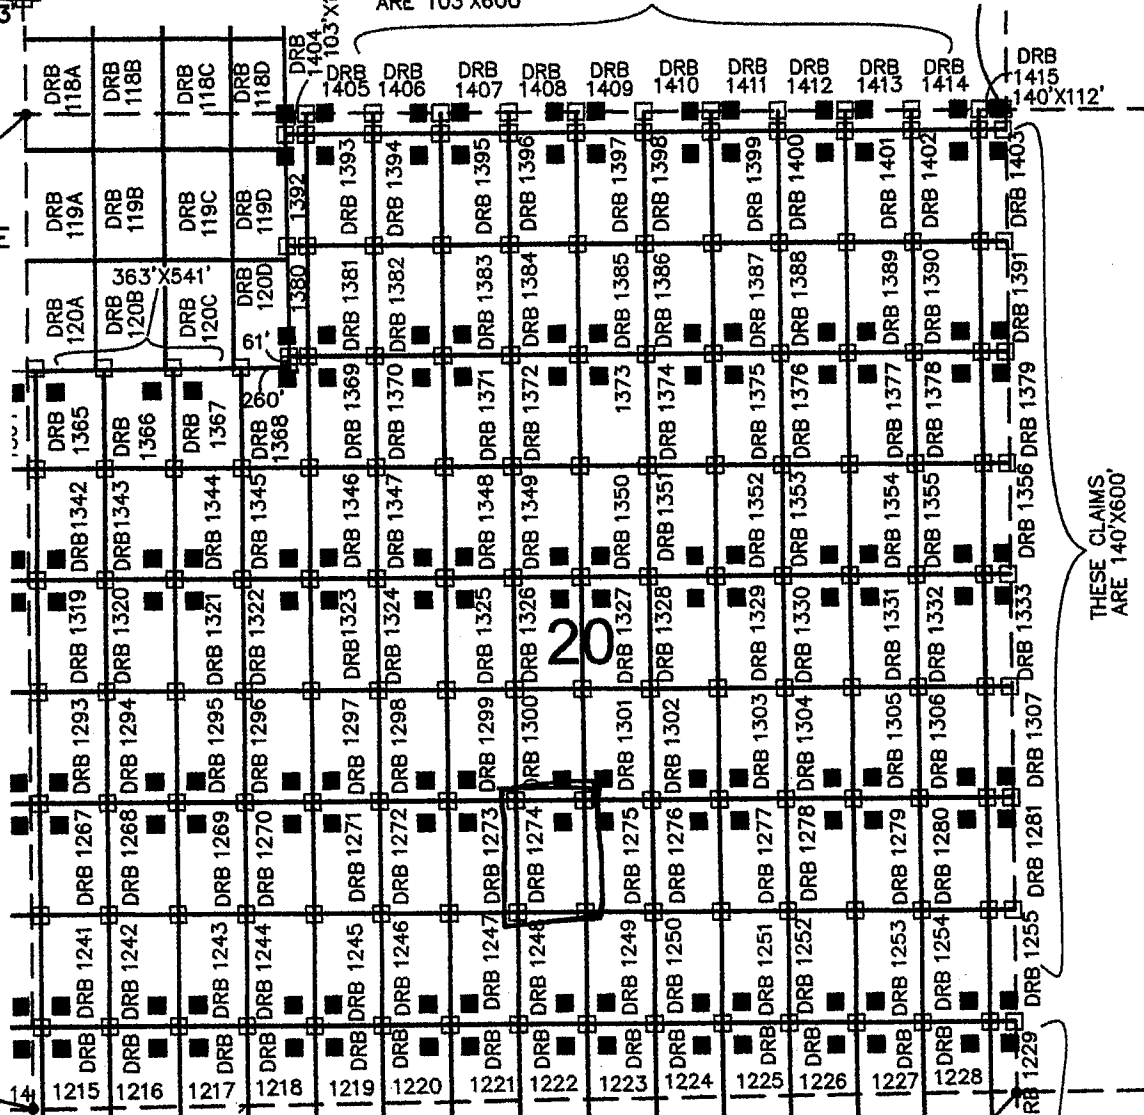 3'
ARE 103'X600'
DRB 118A
DRB 118B
DRB 118C
DRB 118D
DRB 1404
103'X
DRB 1405
DRB 1406
DRB 1407
DRB 1408
DRB 1409
DRB 1410
DRB 1411
DRB 1412
DRB 1413
DRB 1414
DRB 1415
140'X112'
DRB 119A
DRB 119B
DRB 119C
DRB 119D
1392
DRB 1393
DRB 1394
DRB 1395
DRB 1396
DRB 1397
DRB 1398
DRB 1399
DRB 1400
DRB 1401
DRB 1402
DRB 1403
363'X541'
DRB 120A
DRB 120B
DRB 120C
DRB 120D
1380
DRB 1381
DRB 1382
DRB 1383
DRB 1384
DRB 1385
DRB 1386
DRB 1387
DRB 1388
DRB 1389
DRB 1390
DRB 1391
61'
260'
DRB 1365
DRB 1366
DRB 1367
DRB 1368
DRB 1369
DRB 1370
DRB 1371
DRB 1372
1373
DRB 1374
DRB 1375
DRB 1376
DRB 1377
DRB 1378
DRB 1379
DRB1342
DRB1343
DRB 1344
DRB 1345
DRB 1346
DRB 1347
DRB 1348
DRB 1349
DRB 1350
DRB 1351
DRB 1352
DRB 1353
DRB 1354
DRB 1355
DRB 1356
THESE CLAIMS
ARE 140'X600'
DRB 1319
DRB 1320
DRB 1321
DRB 1322
DRB1323
DRB 1324
DRB 1325
DRB 1326
DRB 1327
DRB 1328
DRB 1329
DRB 1330
DRB 1331
DRB 1332
DRB 1333
20
DRB 1293
DRB 1294
DRB 1295
DRB 1296
DRB 1297
DRB 1298
DRB 1299
DRB 1300
DRB 1301
DRB 1302
DRB 1303
DRB 1304
DRB 1305
DRB 1306
DRB 1307
DRB 1267
DRB 1268
DRB 1269
DRB 1270
DRB 1271
DRB 1272
DRB 1273
DRB 1274
DRB 1275
DRB 1276
DRB 1277
DRB 1278
DRB 1279
DRB 1280
DRB 1281
DRB 1241
DRB 1242
DRB 1243
DRB 1244
DRB 1245
DRB 1246
DRB 1247
DRB 1248
DRB 1249
DRB 1250
DRB 1251
DRB 1252
DRB 1253
DRB 1254
DRB 1255
14
DRB 1215
DRB 1216
DRB 1217
DRB 1218
DRB 1219
DRB 1220
DRB 1221
DRB 1222
DRB 1223
DRB 1224
DRB 1225
DRB 1226
DRB 1227
DRB 1228
RB 1229